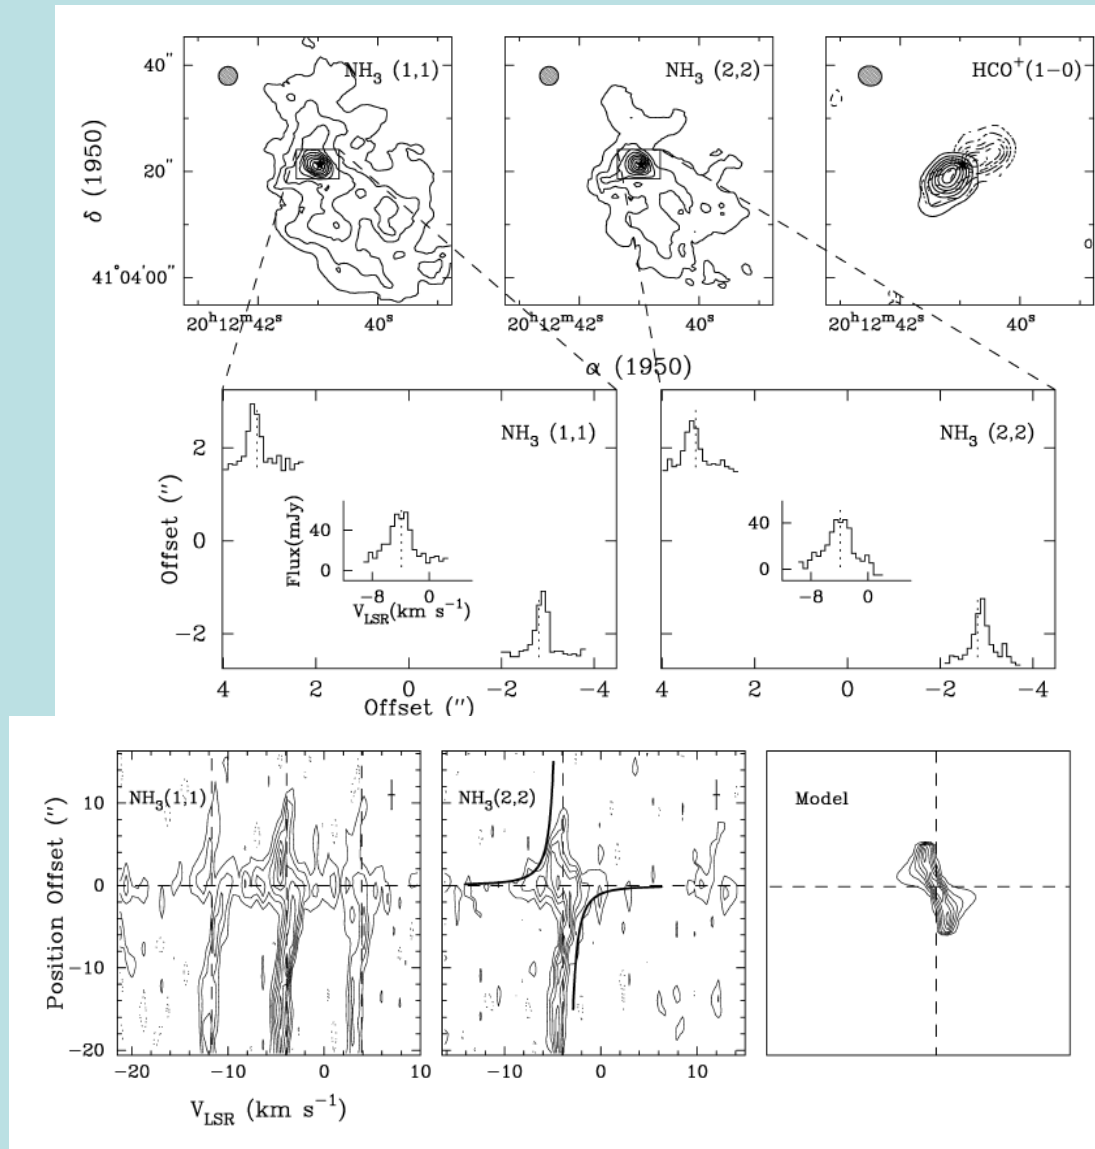 NH₃ (1,1)
NH₃ (2,2)
HCO⁺(1−0)
40″
20″
41°04′00″
δ (1950)
20ʰ12ᵐ42ˢ 40ˢ
20ʰ12ᵐ42ˢ
20ʰ12ᵐ42ˢ 40ˢ
α (1950)
NH₃ (1,1)
NH₃ (2,2)
2
0
−2
Offset (″)
Flux(mJy)
40
0
−8 0
V_LSR(km s⁻¹)
40
0
−8 0
4 2 0 −2 −4
4 2 0 −2 −4
Offset (″)
NH₃(1,1)
NH₃(2,2)
Model
10
0
−10
−20
Position Offset (″)
−20 −10 0 10
−10 0 10
V_LSR (km s⁻¹)